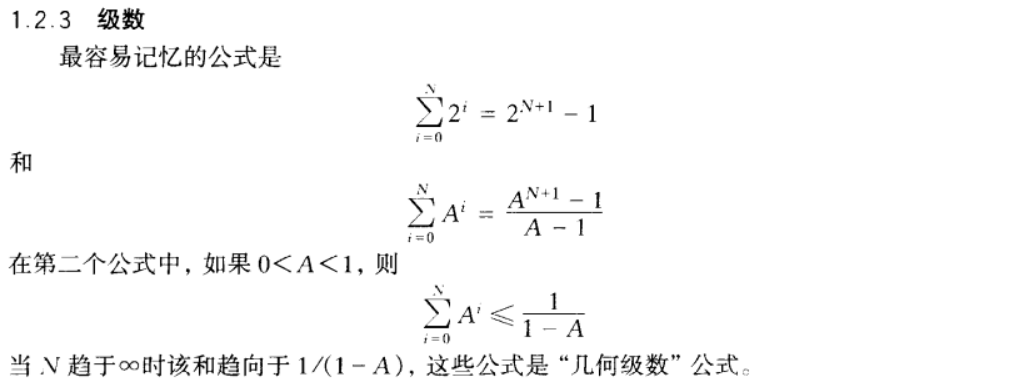 1.2.3 级数
最容易记忆的公式是
$$\sum_{i=0}^{N} 2^i = 2^{N+1} - 1$$
和
$$\sum_{i=0}^{N} A^i = \frac{A^{N+1} - 1}{A - 1}$$
在第二个公式中，如果 0<A<1，则
$$\sum_{i=0}^{N} A^i \leqslant \frac{1}{1 - A}$$
当 N 趋于∞时该和趋向于 1/(1 - A)，这些公式是“几何级数”公式。